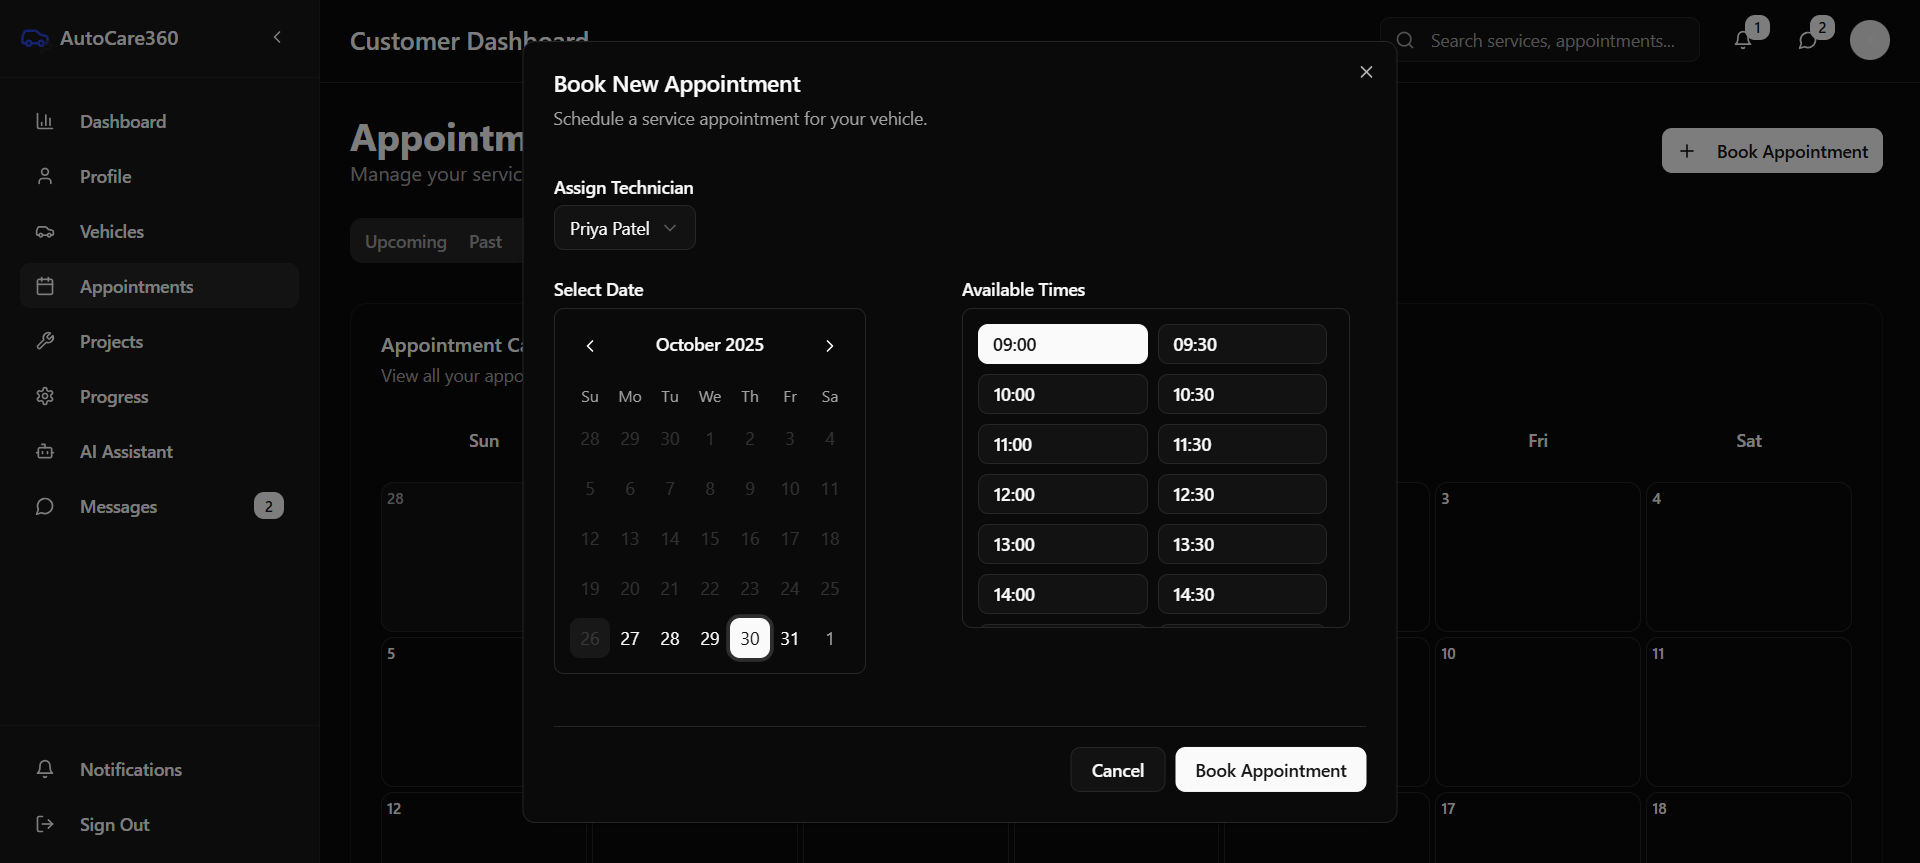 AutoCare360
Dashboard
Profile
Vehicles
Appointments
Projects
Progress
AI Assistant
Messages 2
Notifications
Sign Out
Customer Dashboard
Search services, appointments...
1
2
Appointm
Manage your servic
Book Appointment
Upcoming Past
Appointment Ca
View all your appo
Sun Fri Sat
28 3 4
5 10 11
12 17 18
Book New Appointment
Schedule a service appointment for your vehicle.
Assign Technician
Priya Patel
Select Date
October 2025
Su Mo Tu We Th Fr Sa
28 29 30 1 2 3 4
5 6 7 8 9 10 11
12 13 14 15 16 17 18
19 20 21 22 23 24 25
26 27 28 29 30 31 1
Available Times
09:00 09:30
10:00 10:30
11:00 11:30
12:00 12:30
13:00 13:30
14:00 14:30
Cancel Book Appointment